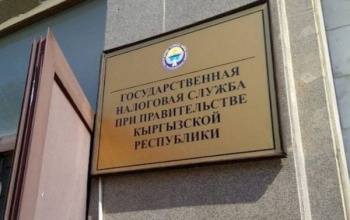 ГОСУДАРСТВЕННАЯ
НАЛОГОВАЯ СЛУЖБА
ПРИ ПРАВИТЕЛЬСТВЕ
КЫРГЫЗСКОЙ
РЕСПУБЛИКИ